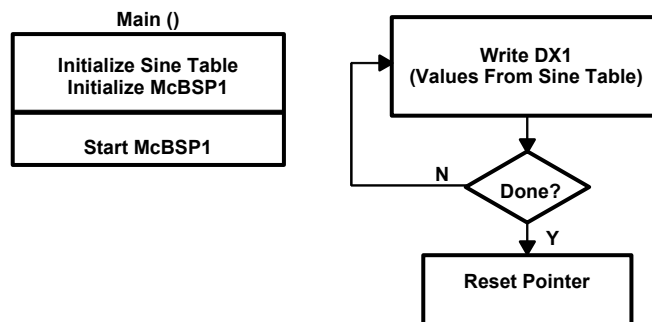 Main ()
Initialize Sine Table
Initialize McBSP1
Start McBSP1
Write DX1
(Values From Sine Table)
N
Done?
Y
Reset Pointer